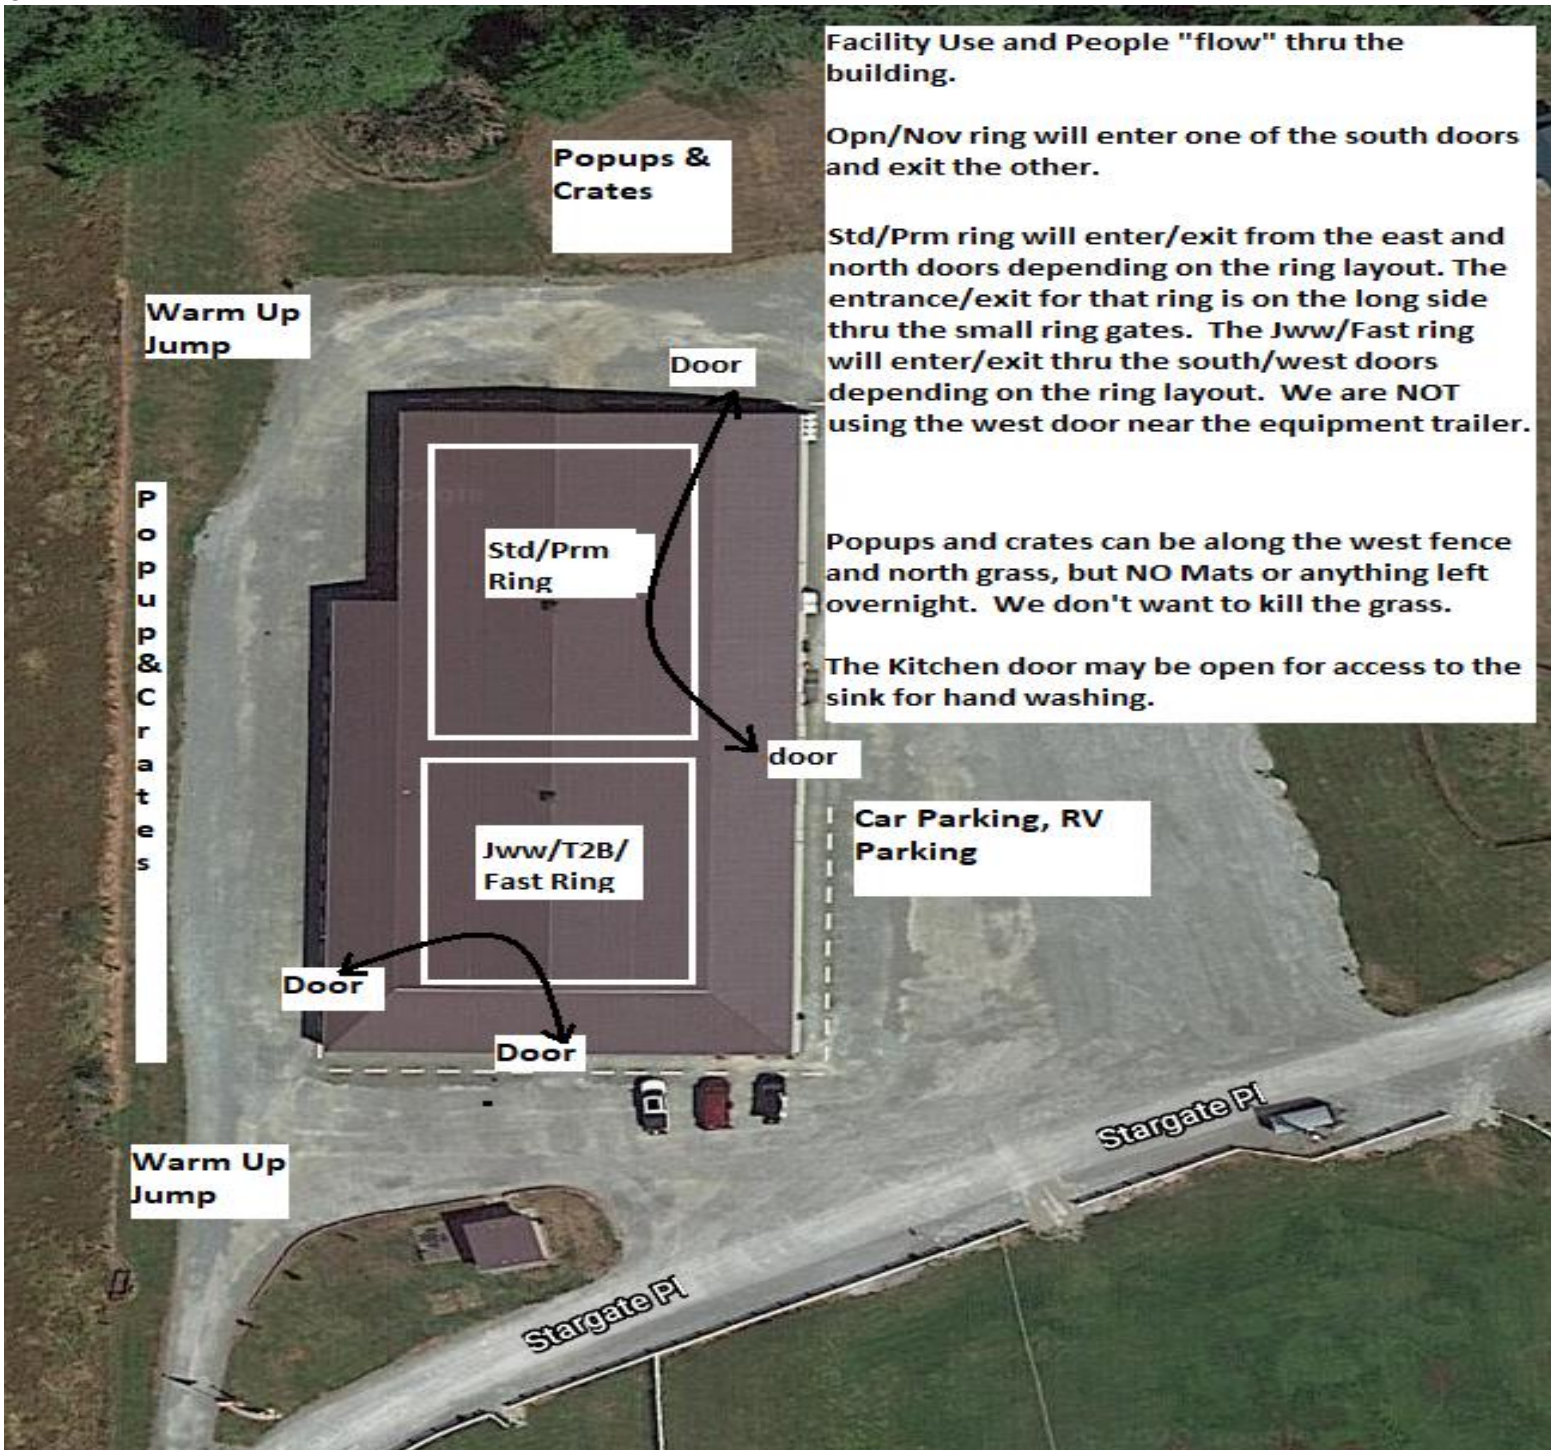 Facility Use and People "flow" thru the
building.
Opn/Nov ring will enter one of the south doors
and exit the other.
Std/Prm ring will enter/exit from the east and
north doors depending on the ring layout. The
entrance/exit for that ring is on the long side
thru the small ring gates.  The Jww/Fast ring
will enter/exit thru the south/west doors
depending on the ring layout.  We are NOT
using the west door near the equipment trailer.
Popups and crates can be along the west fence
and north grass, but NO Mats or anything left
overnight.  We don't want to kill the grass.
The Kitchen door may be open for access to the
sink for hand washing.
Popups &
Crates
Warm Up
Jump
Door
Popup&Crates
Std/Prm
Ring
door
Car Parking, RV
Parking
Jww/T2B/
Fast Ring
Door
Door
Warm Up
Jump
Stargate Pl
Stargate Pl